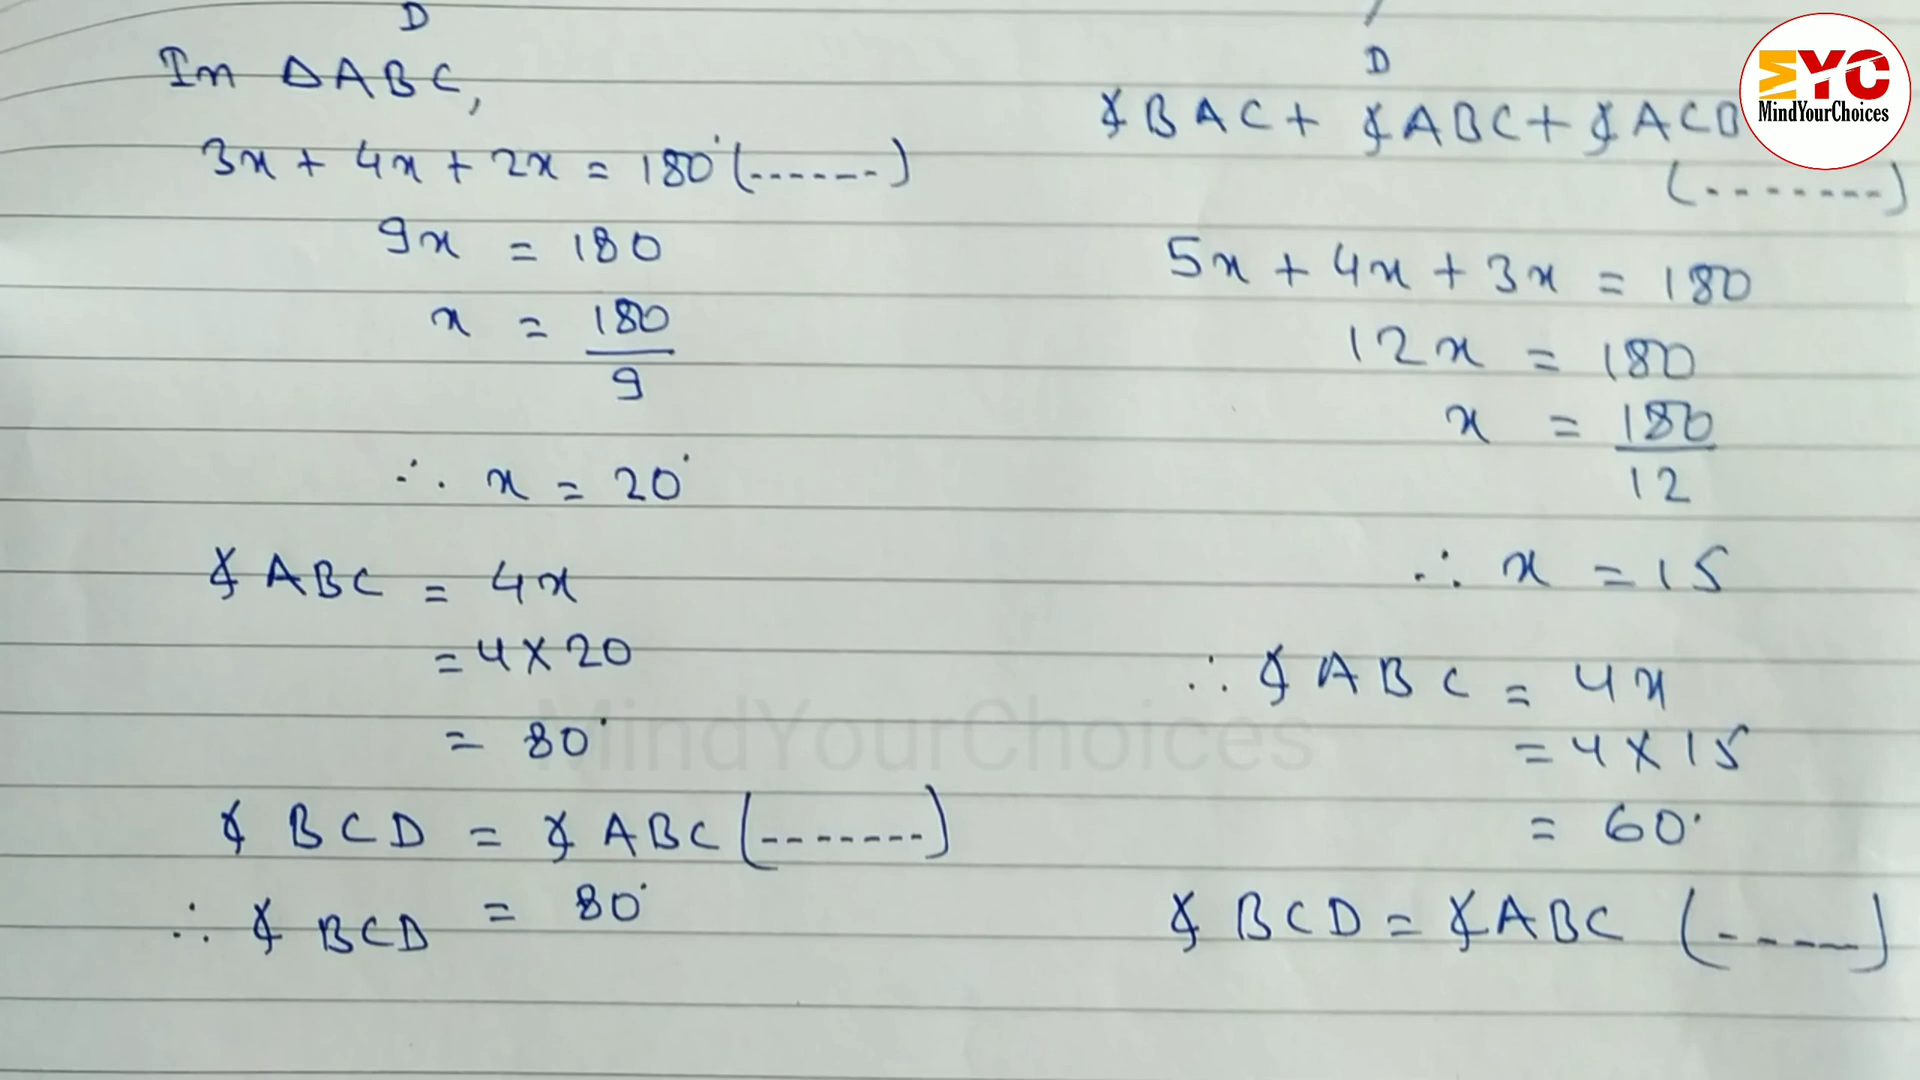 D
In ΔABC,
3x + 4x + 2x = 180° (------)
9x = 180
x = 180/9
∴ x = 20°
∡ABC = 4x
= 4 × 20
= 80°
∡BCD = ∡ABC (-------)
∴ ∡BCD = 80°
D
∡BAC + ∡ABC + ∡ACB
(-------)
5x + 4x + 3x = 180
12x = 180
x = 180/12
∴ x = 15
∴ ∡ABC = 4x
= 4 × 15
= 60°
∡BCD = ∡ABC (-----)
MYC
MindYourChoices
MindYourChoices